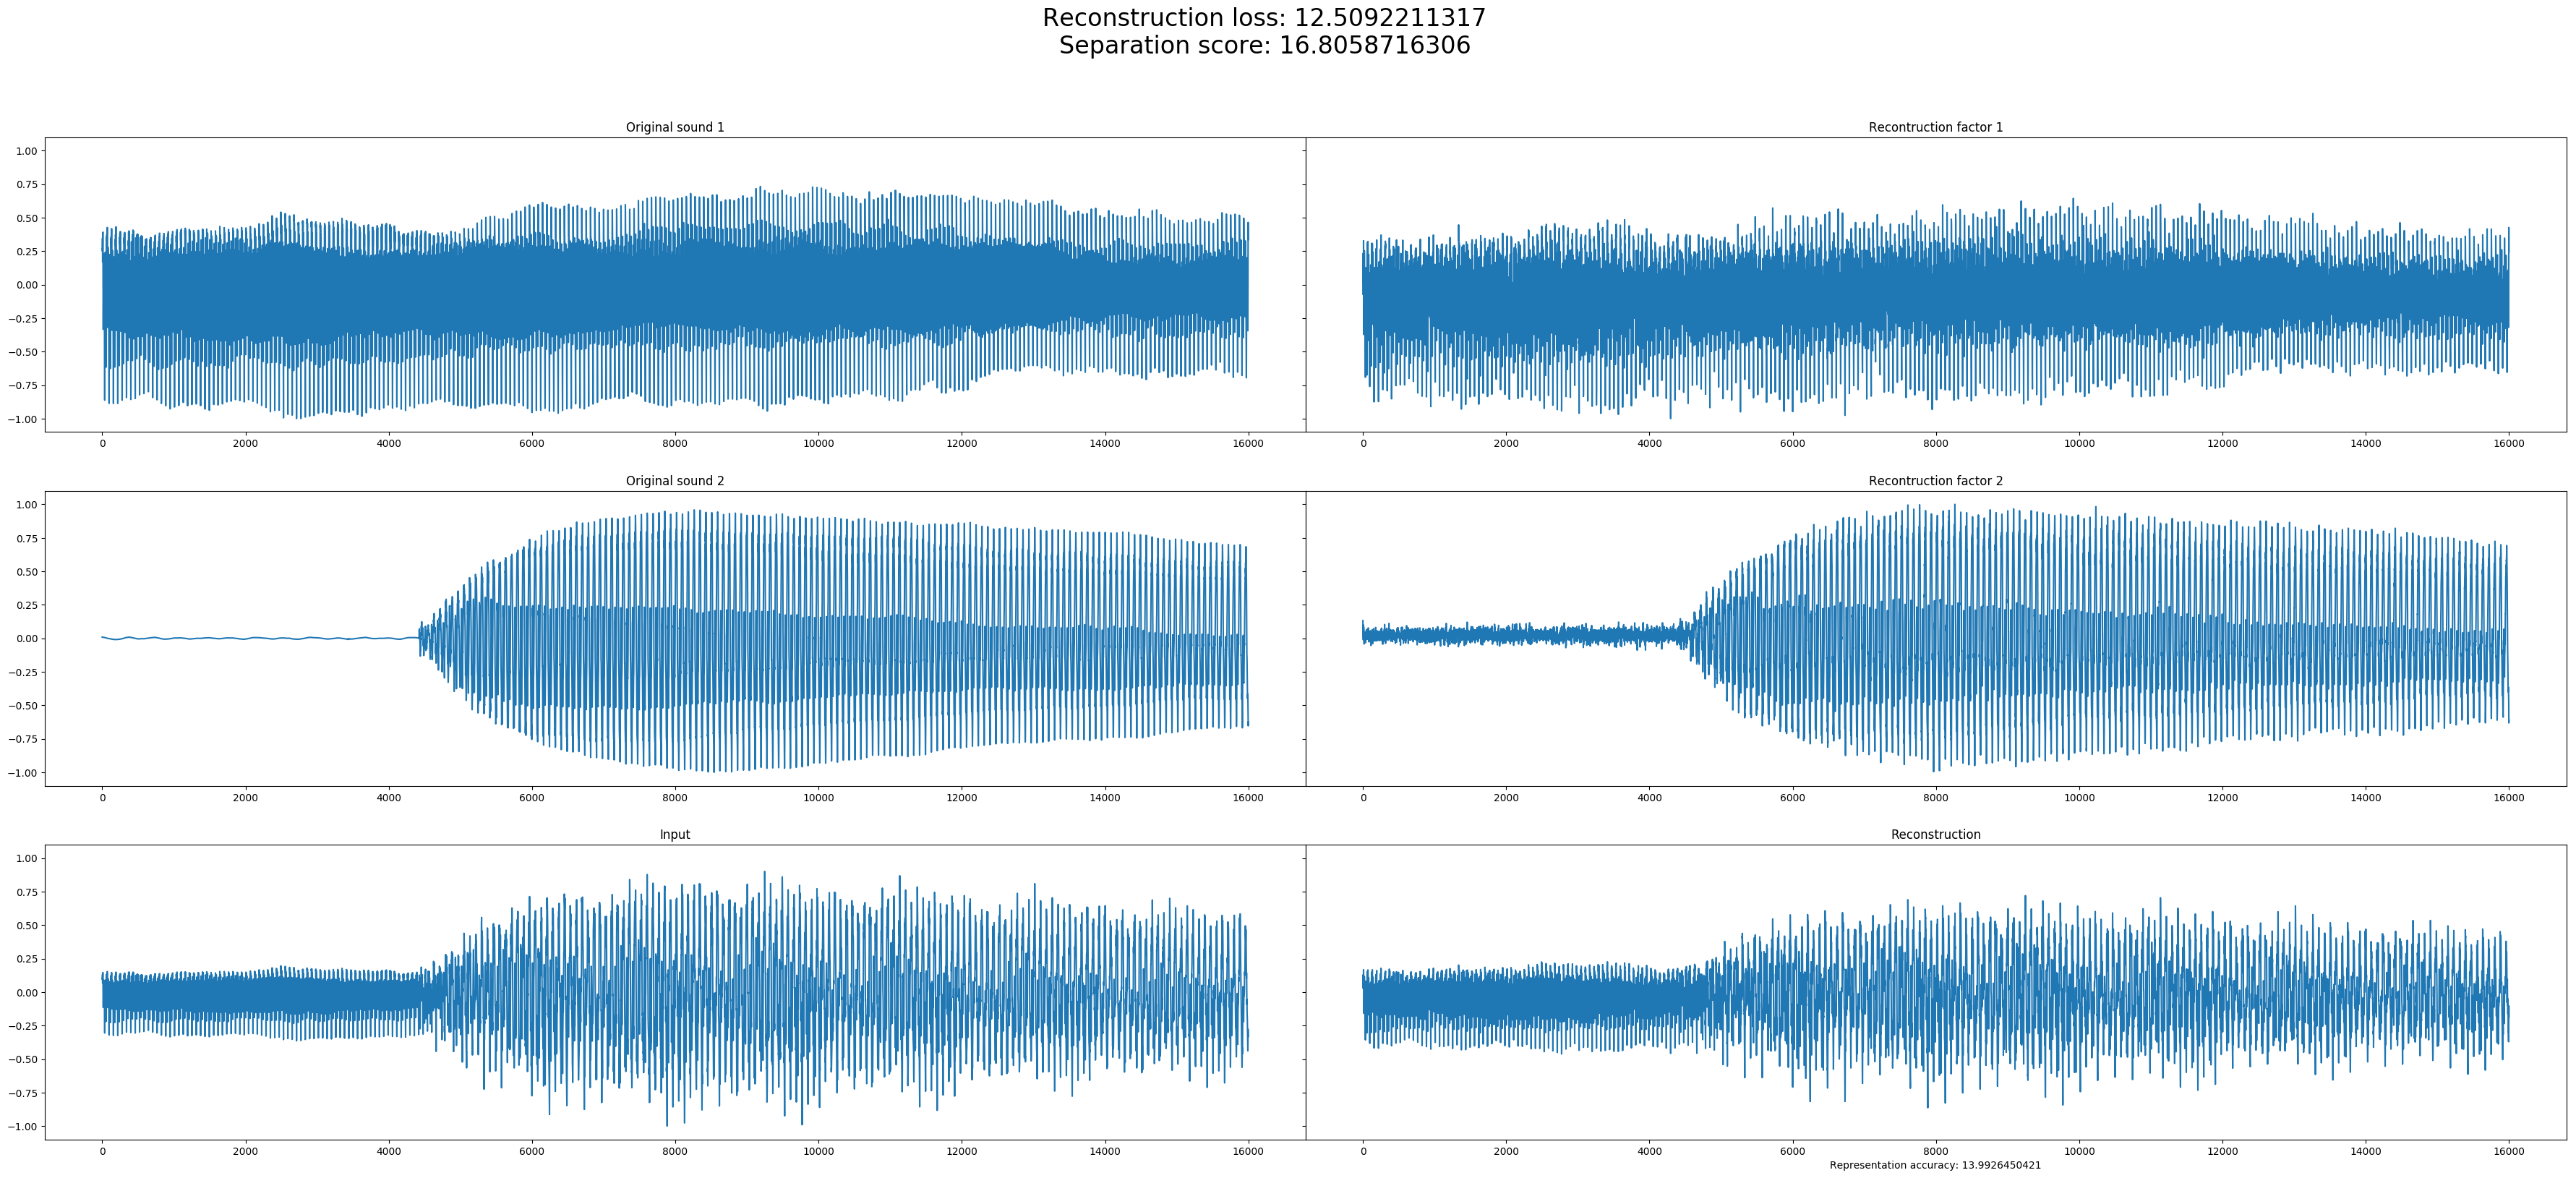 Reconstruction loss: 12.5092211317
Separation score: 16.8058716306
Original sound 1
Recontruction factor 1
1.00
0.75
0.50
0.25
0.00
−0.25
−0.50
−0.75
−1.00
0 2000 4000 6000 8000 10000 12000 14000 16000
0 2000 4000 6000 8000 10000 12000 14000 16000
Original sound 2
Reconstruction factor 2
1.00
0.75
0.50
0.25
0.00
−0.25
−0.50
−0.75
−1.00
0 2000 4000 6000 8000 10000 12000 14000 16000
0 2000 4000 6000 8000 10000 12000 14000 16000
Input
Reconstruction
1.00
0.75
0.50
0.25
0.00
−0.25
−0.50
−0.75
−1.00
0 2000 4000 6000 8000 10000 12000 14000 16000
0 2000 4000 6000 8000 10000 12000 14000 16000
Representation accuracy: 13.9926450421